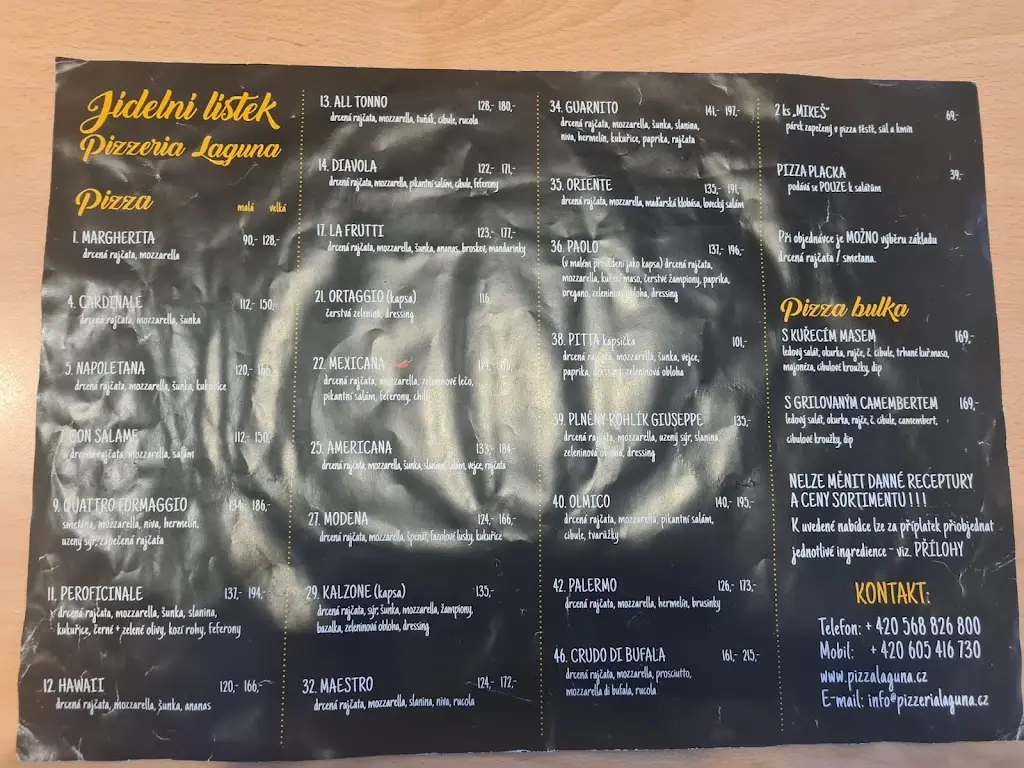 Jídelní lístek
Pizzeria Laguna
Pizza malá velká
1. MARGHERITA 90,- 128,-
drcená rajčata, mozzarella
4. CARDINALE 112,- 150,-
drcená rajčata, mozzarella, šunka
5. NAPOLETANA 120,- 166,-
drcená rajčata, mozzarella, šunka, kukuřice
7. CON SALAME 112,- 150,-
drcená rajčata, mozzarella, salám
9. QUATTRO FORMAGGIO 134,- 186,-
smetana, mozzarella, niva, hermelín,
uzený sýr, zapečená rajčata
11. PEROFICINALE 137,- 194,-
drcená rajčata, mozzarella, šunka, slanina,
kukuřice, černé + zelené olivy, kozí rohy, feferony
12. HAWAII 120,- 166,-
drcená rajčata, mozzarella, šunka, ananas
13. ALL TONNO 128,- 180,-
drcená rajčata, mozzarella, tuňák, cibule, rucola
14. DIAVOLA 122,- 171,-
drcená rajčata, mozzarella, pikantní salám, cibule, feferony
17. LA FRUTTI 123,- 177,-
drcená rajčata, mozzarella, šunka, ananas, broskev, mandarinky
21. ORTAGGIO (kapsa) 116,
čerstvá zelenina, dressing
22. MEXICANA
drcená rajčata, mozzarella, zeleninové lečo,
pikantní salám, feferony, chilli
25. AMERICANA 133,- 184,-
drcená rajčata, mozzarella, šunka, slanina, salám, vejce, rajčata
27. MODENA 124,- 166,-
drcená rajčata, mozzarella, špenát, fazolové lusky, kukuřice
29. KALZONE (kapsa) 135,-
drcená rajčata, sýr, šunka, mozzarella, žampiony,
bazalka, zeleninová obloha, dressing
32. MAESTRO 124,- 172,-
drcená rajčata, mozzarella, slanina, niva, rucola
34. GUARNITO 141,- 197,-
drcená rajčata, mozzarella, šunka, slanina,
niva, hermelín, kukuřice, paprika, rajčata
35. ORIENTE 135,- 191,-
drcená rajčata, mozzarella, maďarská klobása, lovecký salám
36. PAOLO 137,- 196,-
(v malém provedení jako kapsa) drcená rajčata,
mozzarella, kuřecí maso, čerstvé žampiony, paprika,
oregano, zeleninová obloha, dressing
38. PITTA kapsička 101,-
drcená rajčata, mozzarella, šunka, vejce,
paprika, dressing, zeleninová obloha
39. PLNĚNÝ ROHLÍK GIUSEPPE 135,-
drcená rajčata, mozzarella, uzený sýr, slanina,
zeleninová obloha, dressing
40. OLMICO 140,- 195,-
drcená rajčata, mozzarella, pikantní salám,
cibule, tvarůžky
42. PALERMO 126,- 173,-
drcená rajčata, mozzarella, hermelín, brusinky
46. CRUDO DI BUFALA 161,- 215,-
drcená rajčata, mozzarella, prosciutto,
mozzarella di bufala, rucola
2 ks „MIKEŠ" 69,-
párek zapečený v pizza těstě, sůl a kmín
PIZZA PLACKA 39,-
podává se POUZE k salátům
Při objednávce je MOŽNO výběru základu
drcená rajčata / smetana.
Pizza bulka
S KUŘECÍM MASEM 169,-
ledový salát, okurka, rajče, č. cibule, trhané kuř.maso,
majonéza, cibulové kroužky, dip
S GRILOVANÝM CAMEMBERTEM 169,-
ledový salát, okurka, rajče, č. cibule, camembert,
cibulové kroužky, dip
NELZE MĚNIT DANNÉ RECEPTURY
A CENY SORTIMENTU ! ! !
K uvedené nabídce lze za příplatek přiobjednat
jednotlivé ingredience - viz. PŘÍLOHY
KONTAKT:
Telefon: + 420 568 826 800
Mobil: + 420 605 416 730
www.pizzalaguna.cz
E-mail: info@pizzerialaguna.cz